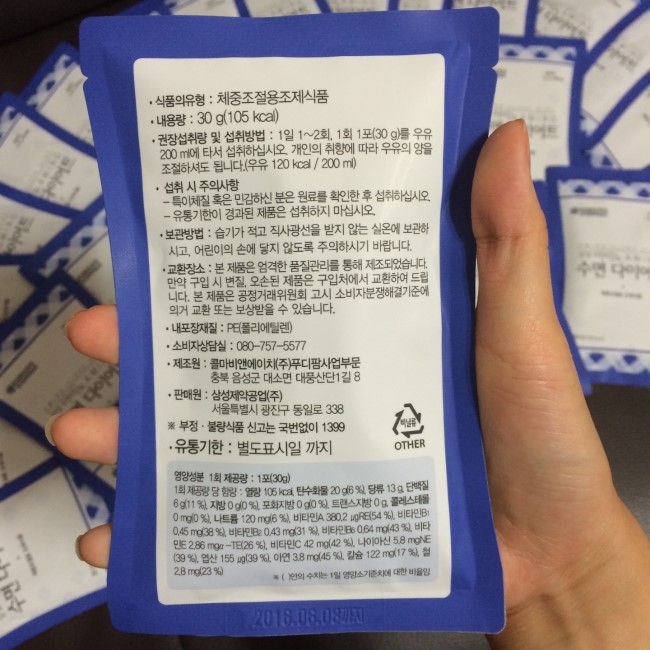 • 식품의유형 : 체중조절용조제식품
• 내용량 : 30 g(105 kcal)
• 권장섭취량 및 섭취방법 : 1일 1~2회, 1회 1포(30 g)를 우유
200 ml에 타서 섭취하십시오. 개인의 취향에 따라 우유의 양을
조절하셔도 됩니다.(우유 120 kcal / 200 ml)
• 섭취 시 주의사항
– 특이체질 혹은 민감하신 분은 원료를 확인한 후 섭취하십시오.
– 유통기한이 경과된 제품은 섭취하지 마십시오.
• 보관방법 : 습기가 적고 직사광선을 받지 않는 실온에 보관하
시고, 어린이의 손에 닿지 않도록 주의하시기 바랍니다.
• 교환장소 : 본 제품은 엄격한 품질관리를 통해 제조되었습니다.
만약 구입 시 변질, 오손된 제품은 구입처에서 교환하여 드립
니다. 본 제품은 공정거래위원회 고시 소비자분쟁해결기준에
의거 교환 또는 보상받을 수 있습니다.
• 내포장재질 : PE(폴리에틸렌)
• 소비자상담실 : 080-757-5577
• 제조원 : 콜마비앤에이치(주)푸디팜사업부문
충북 음성군 대소면 대풍산단1길 8
• 판매원 : 삼성제약공업(주)
서울특별시 광진구 동일로 338
※ 부정 · 불량식품 신고는 국번없이 1399
• 유통기한 : 별도표시일 까지
비닐류
OTHER
영양성분 1회 제공량 : 1포(30g)
1회 제공량 당 함량 : 열량 105 kcal, 탄수화물 20 g(6 %), 당류 13 g, 단백질
6 g(11 %), 지방 0 g(0 %), 포화지방 0 g(0 %), 트랜스지방 0 g, 콜레스테롤
0 mg(0 %), 나트륨 120 mg(6 %), 비타민A 380.2 μgRE(54 %), 비타민B1
0.45 mg(38 %), 비타민B2 0.43 mg(31 %), 비타민B6 0.64 mg(43 %), 비타
민E 2.86 mgα-TE(26 %), 비타민C 42 mg(42 %), 나이아신 5.8 mgNE
(39 %), 엽산 155 μg(39 %), 아연 3.8 mg(45 %), 칼슘 122 mg(17 %), 철
2.8 mg(23 %)
※ ( )안의 수치는 1일 영양소기준치에 대한 비율임
2016.06.08까지
수면 다이어